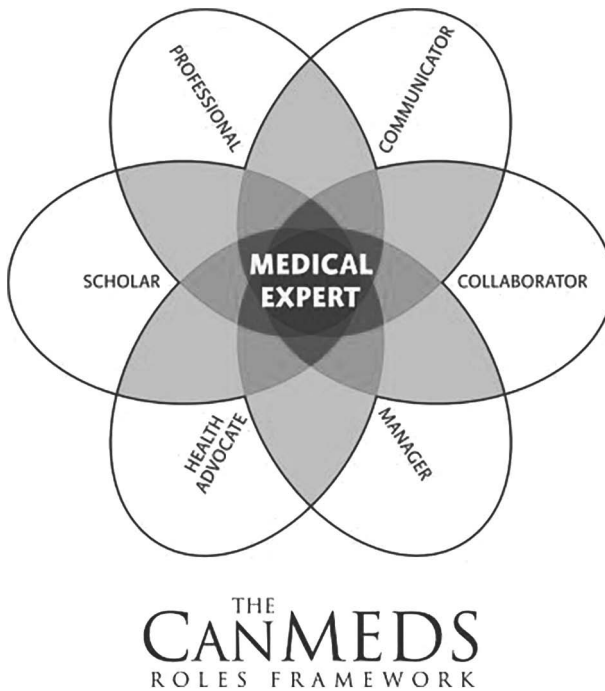 PROFESSIONAL
COMMUNICATOR
SCHOLAR
MEDICAL
EXPERT
COLLABORATOR
HEALTH
ADVOCATE
MANAGER
THE
CANMEDS
ROLES FRAMEWORK